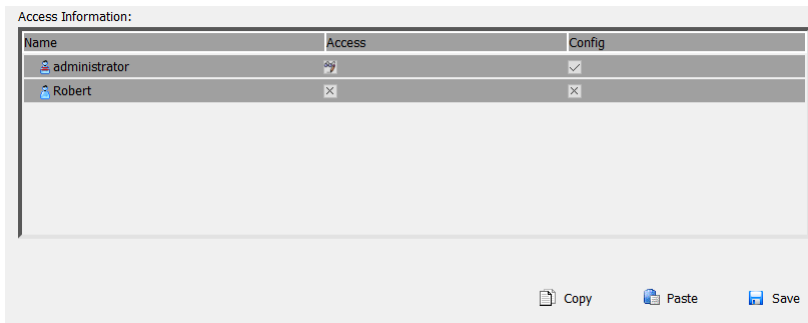 Access Information:
Name Access Config
administrator
Robert
Copy Paste Save